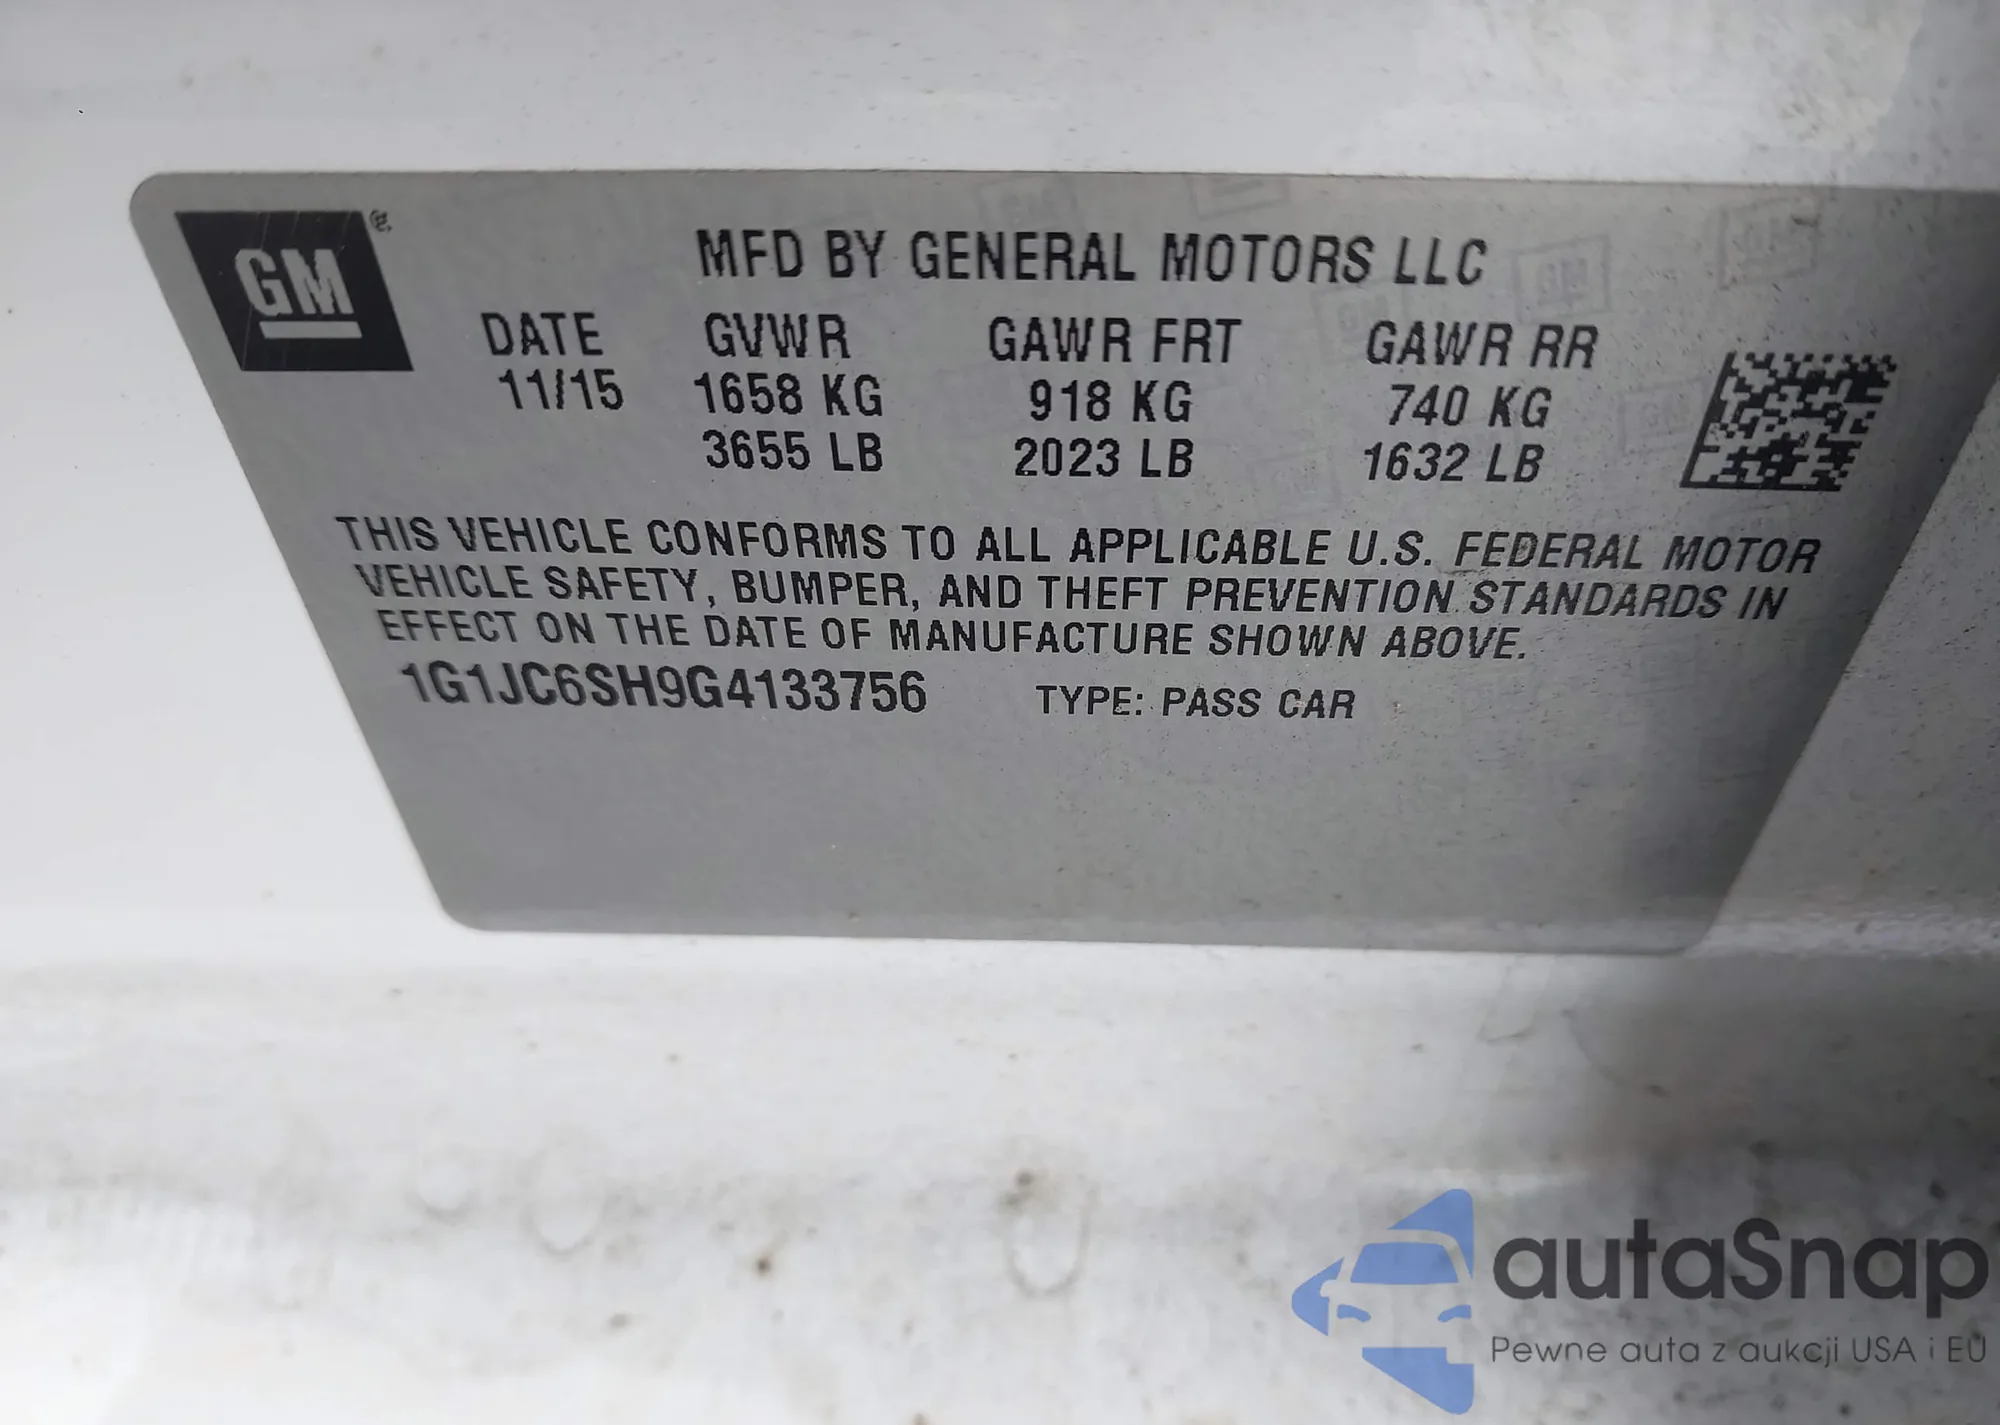 GM
MFD BY GENERAL MOTORS LLC
DATE GVWR GAWR FRT GAWR RR
11/15 1658 KG 918 KG 740 KG
3655 LB 2023 LB 1632 LB
THIS VEHICLE CONFORMS TO ALL APPLICABLE U.S. FEDERAL MOTOR
VEHICLE SAFETY, BUMPER, AND THEFT PREVENTION STANDARDS IN
EFFECT ON THE DATE OF MANUFACTURE SHOWN ABOVE.
1G1JC6SH9G4133756 TYPE: PASS CAR
autaSnap
Pewne auta z aukcji USA i EU